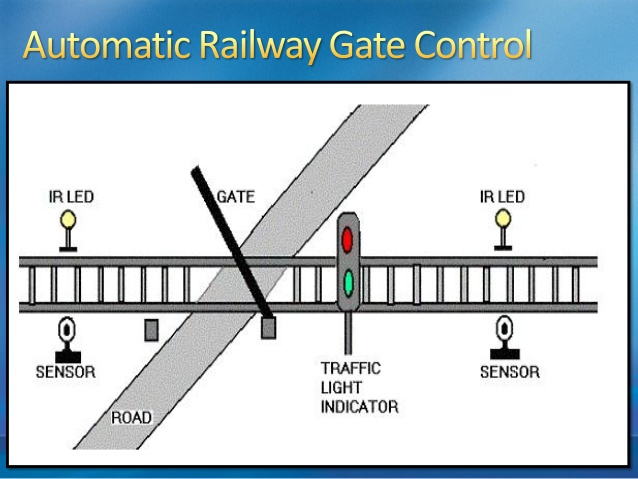 Automatic Railway Gate Control
IR LED
GATE
IR LED
SENSOR
TRAFFIC
LIGHT
INDICATOR
SENSOR
ROAD